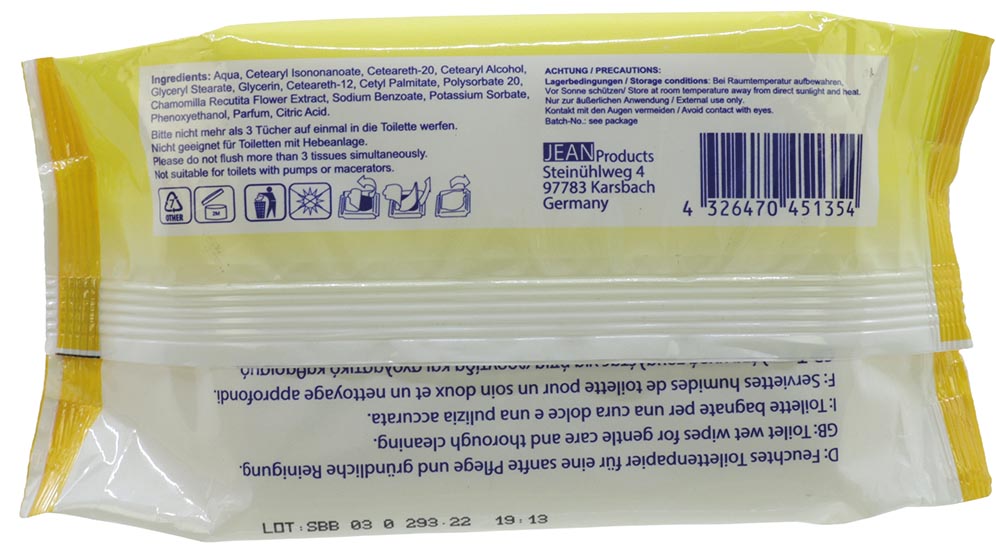 Ingredients: Aqua, Cetearyl Isononanoate, Ceteareth-20, Cetearyl Alcohol,
Glyceryl Stearate, Glycerin, Ceteareth-12, Cetyl Palmitate, Polysorbate 20,
Chamomilla Recutita Flower Extract, Sodium Benzoate, Potassium Sorbate,
Phenoxyethanol, Parfum, Citric Acid.
Bitte nicht mehr als 3 Tücher auf einmal in die Toilette werfen.
Nicht geeignet für Toiletten mit Hebeanlage.
Please do not flush more than 3 tissues simultaneously.
Not suitable for toilets with pumps or macerators.
OTHER
2M
ACHTUNG / PRECAUTIONS:
Lagerbedingungen / Storage conditions: Bei Raumtemperatur aufbewahren,
Vor Sonne schützen/ Store at room temperature away from direct sunlight and heat.
Nur zur äußerlichen Anwendung / External use only.
Kontakt mit den Augen vermeiden / Avoid contact with eyes.
Batch-No.: see package
JEAN Products
Steinühlweg 4
97783 Karsbach
Germany
4 326470 451354
D: Feuchtes Toilettenpapier für eine sanfte Pflege und gründliche Reinigung.
GB: Toilet wet wipes for gentle care and thorough cleaning.
I: Toilette bagnate per una cura dolce e una pulizia accurata.
F: Serviettes humides de toilette pour un soin doux et un nettoyage approfondi.
φροντίδα και σχολαστικό καθαρισμό
LOT:SBB 03 0 293.22 19:13